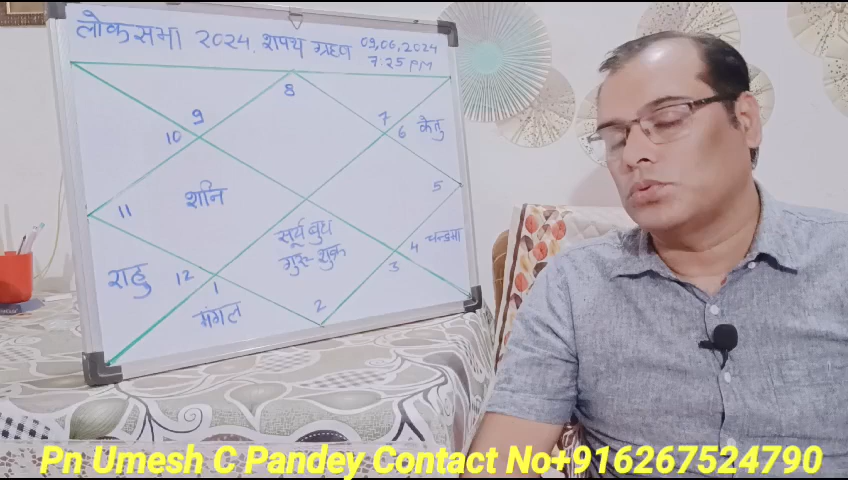 लोकसभा 2024. शपथ ग्रहण 09,06,2024
7:25 PM
8
9
7
10
6 केतु
11
शनि
5
सूर्य बुध
गुरु शुक्र
4 चन्द्रमा
3
राहु 12
1
मंगल
2
Pn Umesh C Pandey Contact No+916267524790